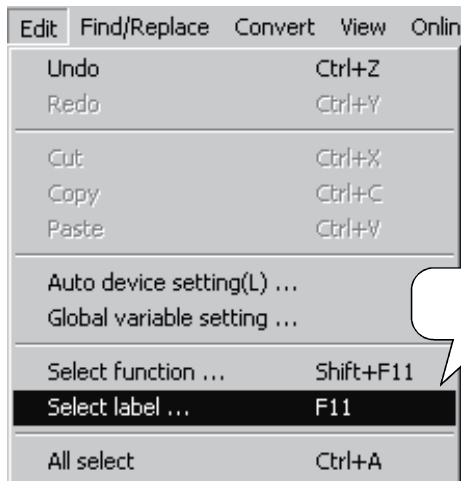 Edit Find/Replace Convert View Onlin
Undo Ctrl+Z
Redo Ctrl+Y
Cut Ctrl+X
Copy Ctrl+C
Paste Ctrl+V
Auto device setting(L) ...
Global variable setting ...
Select function ... Shift+F11
Select label ... F11
All select Ctrl+A